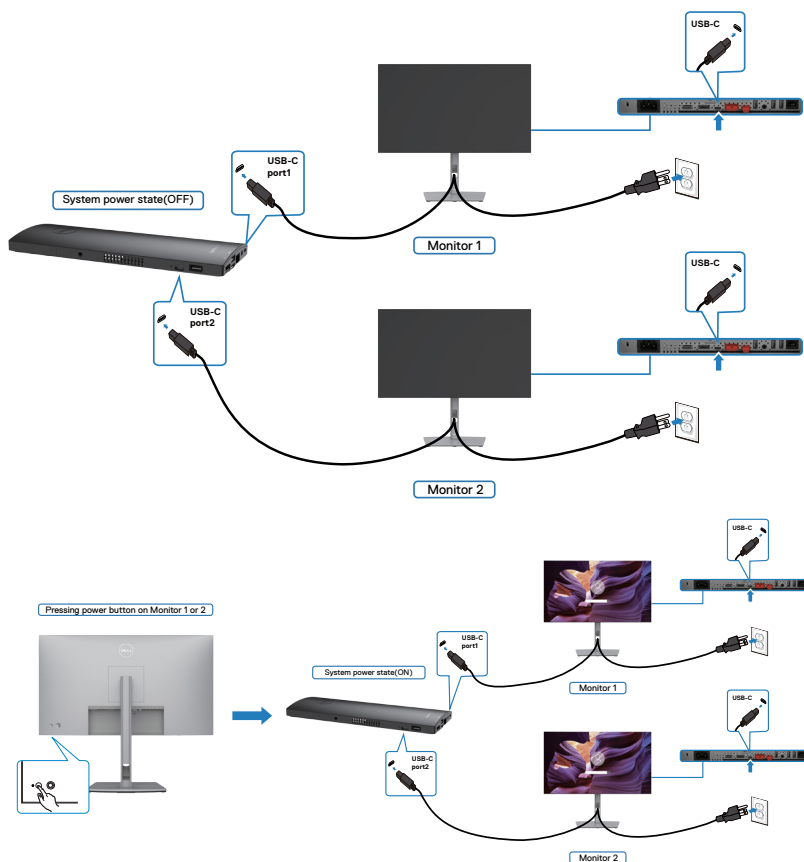 USB-C
USB-C
port1
System power state(OFF)
Monitor 1
USB-C
USB-C
port2
Monitor 2
USB-C
Pressing power button on Monitor 1 or 2
USB-C
port1
System power state(ON)
Monitor 1
USB-C
USB-C
port2
Monitor 2